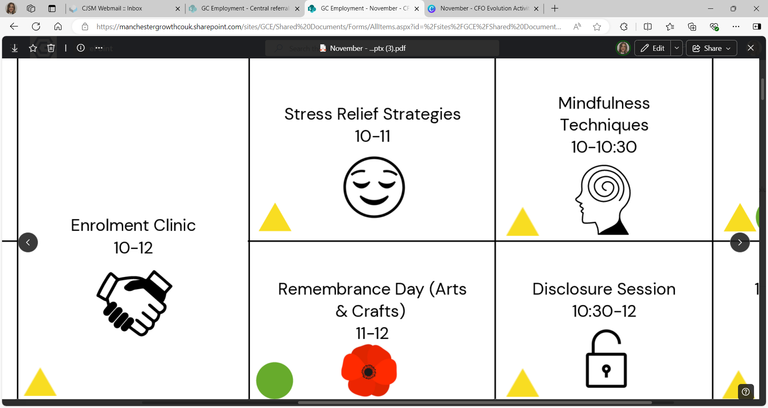 CJSM Webmail :: Inbox
GC Employment - Central referral
GC Employment - November - C
November - CFO Evolution Activi
https://manchestergrowthcouk.sharepoint.com/sites/GCE/Shared%20Documents/Forms/AllItems.aspx?id=%2Fsites%2FGCE%2FShared%20Document...
November - ...ptx (3).pdf
Edit
Share
Enrolment Clinic
10-12
Stress Relief Strategies
10-11
Mindfulness
Techniques
10-10:30
Remembrance Day (Arts
& Crafts)
11-12
Disclosure Session
10:30-12
1